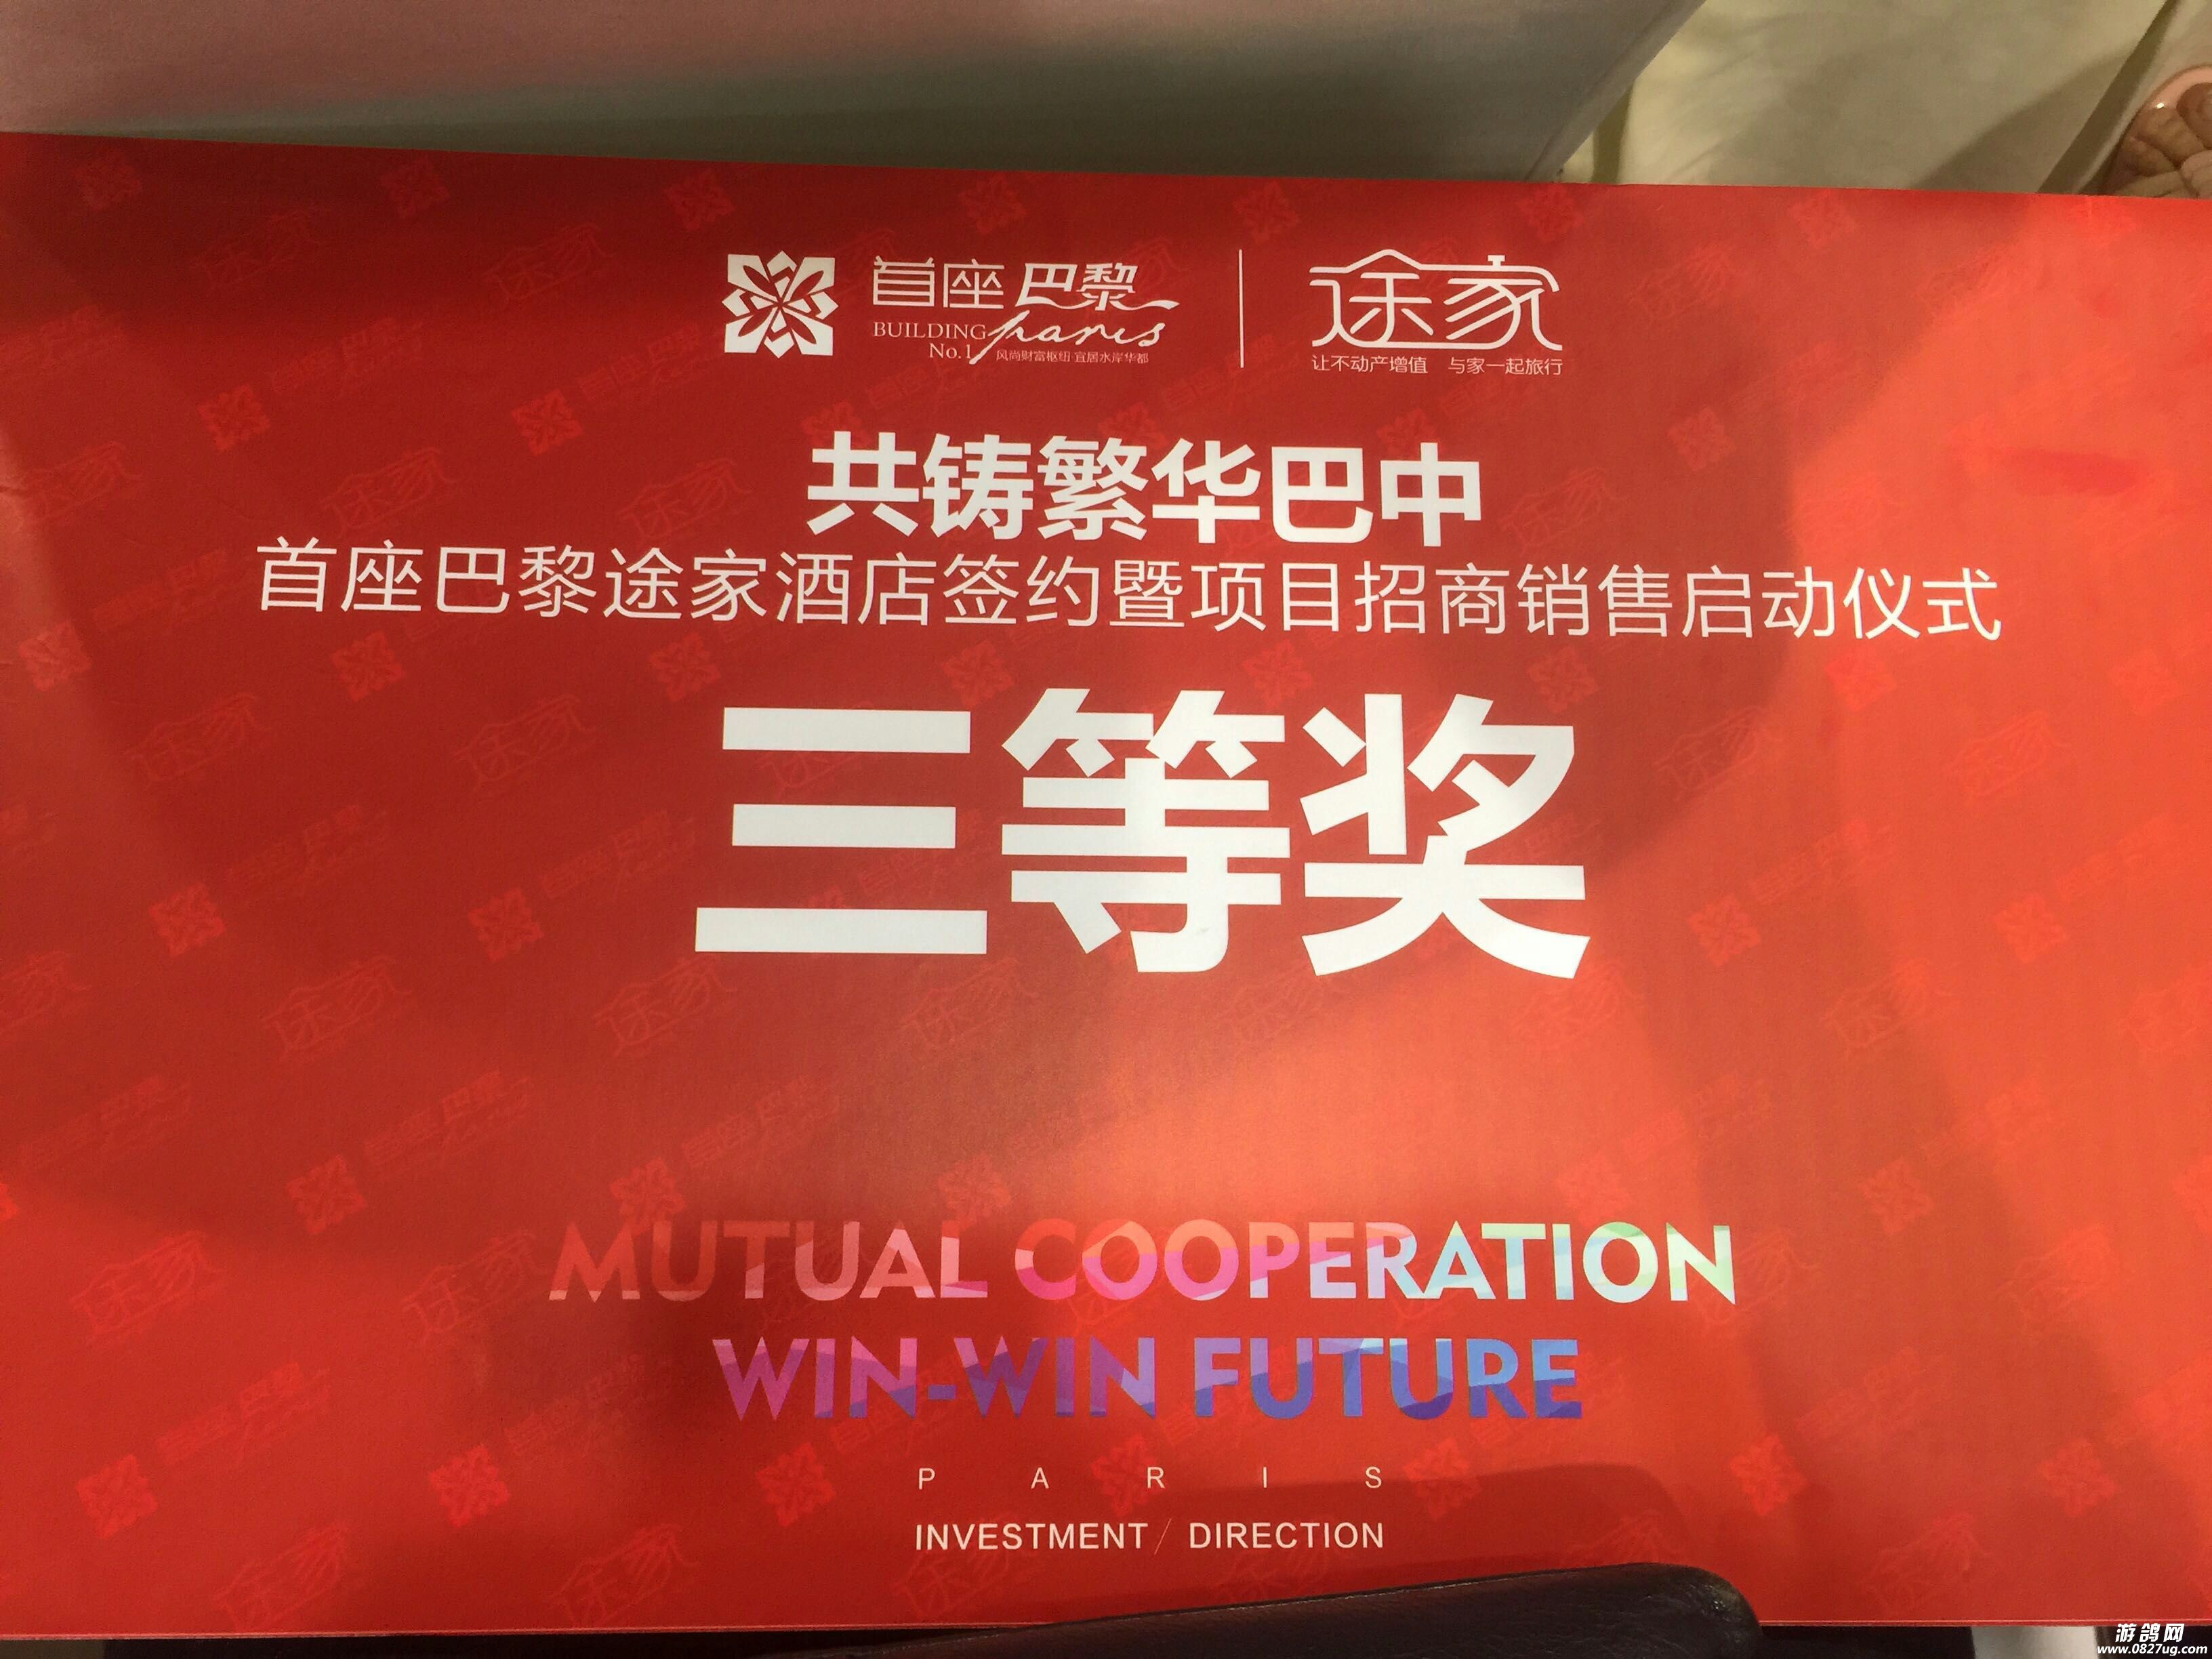 首座巴黎
BUILDING paris
No.1 风尚财富枢纽·宜居水岸华都
途家
让不动产增值 与家一起旅行
共铸繁华巴中
首座巴黎途家酒店签约暨项目招商销售启动仪式
三等奖
MUTUAL COOPERATION
WIN-WIN FUTURE
PARIS
INVESTMENT / DIRECTION
游鸽网
www.0827ug.com